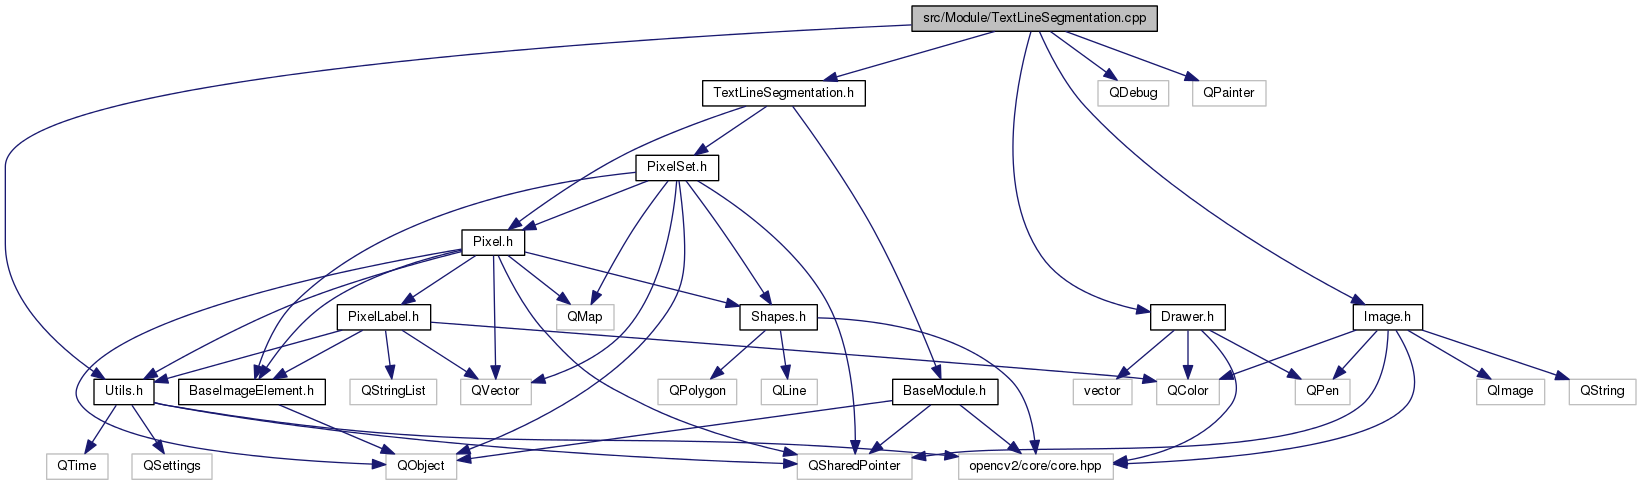 src/Module/TextLineSegmentation.cpp
TextLineSegmentation.h
QDebug
QPainter
PixelSet.h
Pixel.h
PixelLabel.h
QMap
Shapes.h
Drawer.h
Image.h
Utils.h
BaseImageElement.h
QStringList
QVector
QPolygon
QLine
BaseModule.h
vector
QColor
QPen
QImage
QString
QTime
QSettings
QObject
QSharedPointer
opencv2/core/core.hpp